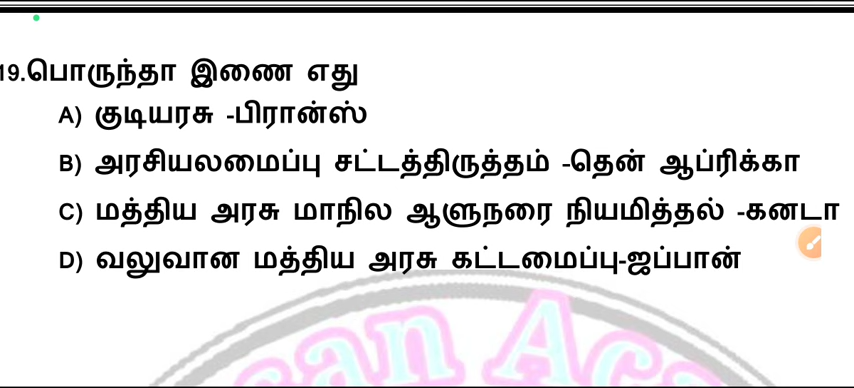 19.பொருந்தா இணை எது
A) குடியரசு -பிரான்ஸ்
B) அரசியலமைப்பு சட்டத்திருத்தம் -தென் ஆப்ரிக்கா
C) மத்திய அரசு மாநில ஆளுநரை நியமித்தல் -கனடா
D) வலுவான மத்திய அரசு கட்டமைப்பு-ஜப்பான்